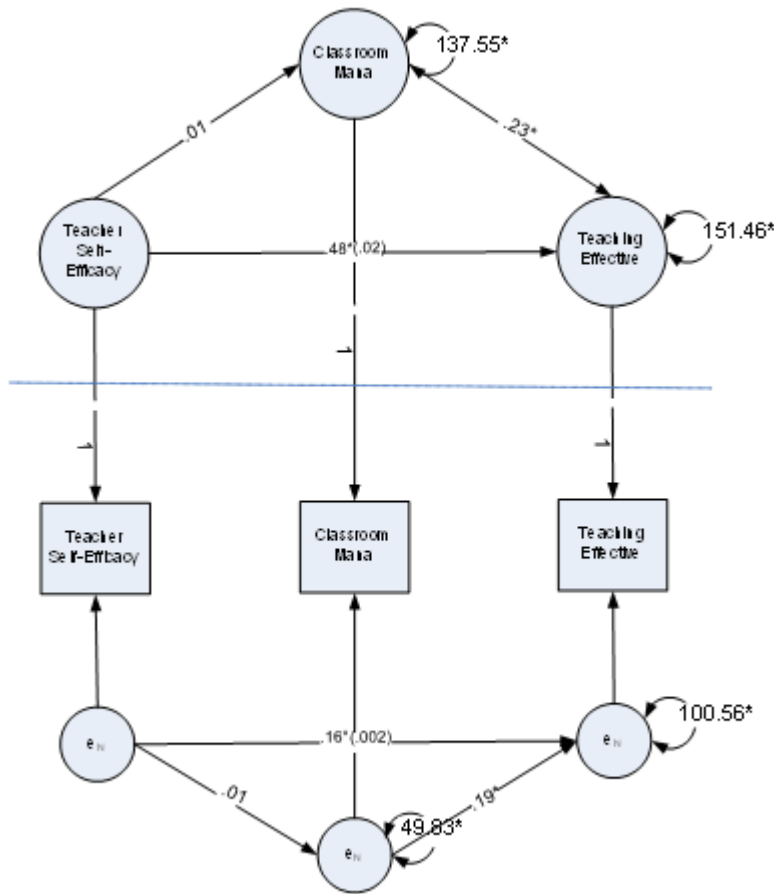 Classroom
Mana
137.55*
.01
.23*
Teacher
Self-
Efficacy
.48*(.02)
Teaching
Effective
151.46*
1
1
1
Teacher
Self-Efficacy
Classroom
Mana
Teaching
Effective
e N
.16*(.002)
e N
100.56*
.01
.19*
e N
49.83*